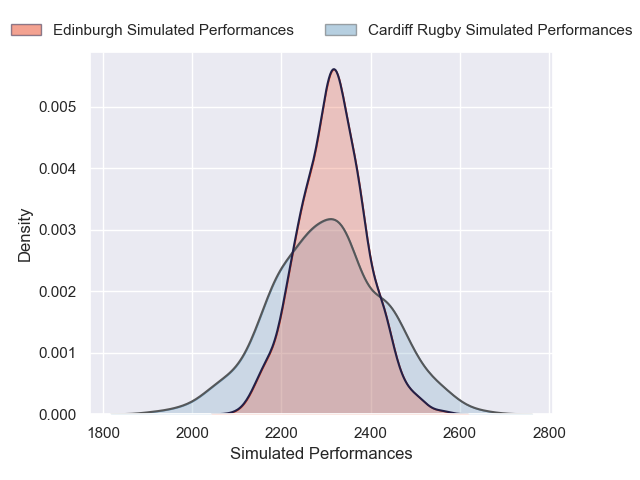 Edinburgh Simulated Performances
Cardiff Rugby Simulated Performances
0.005
0.004
0.003
0.002
0.001
0.000
Density
1800 2000 2200 2400 2600 2800
Simulated Performances